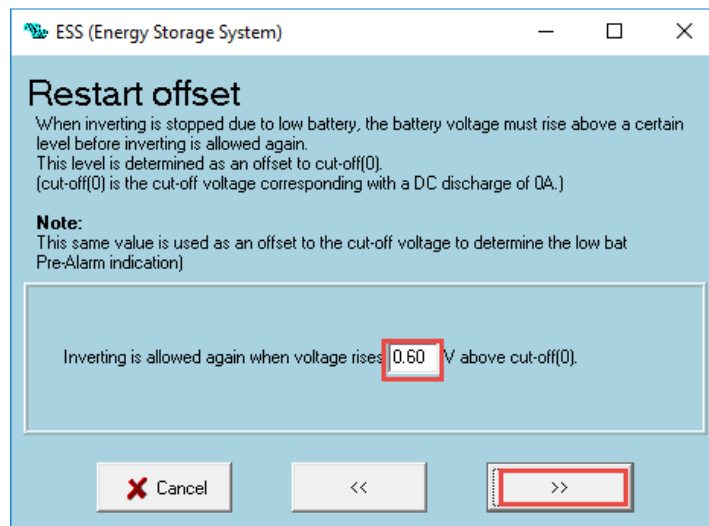 ESS (Energy Storage System)
Restart offset
When inverting is stopped due to low battery, the battery voltage must rise above a certain
level before inverting is allowed again.
This level is determined as an offset to cut-off(0).
(cut-off(0) is the cut-off voltage corresponding with a DC discharge of 0A.)
Note:
This same value is used as an offset to the cut-off voltage to determine the low bat
Pre-Alarm indication)
Inverting is allowed again when voltage rises 0.60 V above cut-off(0).
Cancel << >>